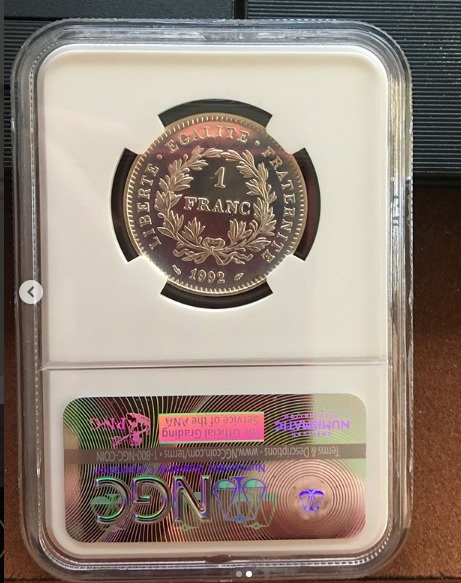 LIBERTE · EGALITE · FRATERNITE
1
FRANC
1992
P·N·G
The Official Grading
Service of the ANA
NUMISMATIC
Terms & Descriptions · www.NGCcoin.com/terms · 1-800-NGC-COIN
NGC